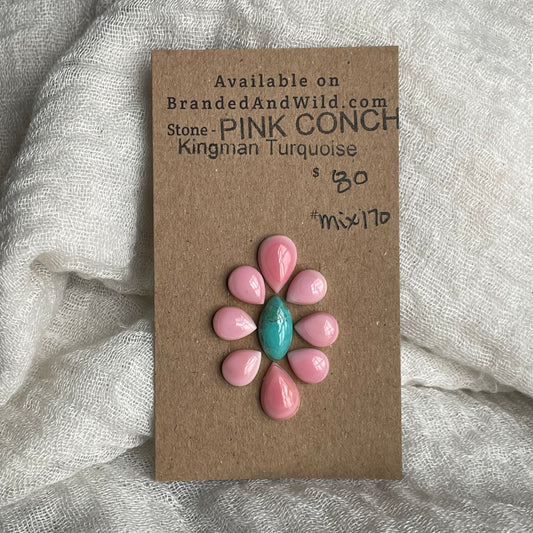 Available on
BrandedAndWild.com
Stone - PINK CONCH
Kingman Turquoise
$ 80
#mix170